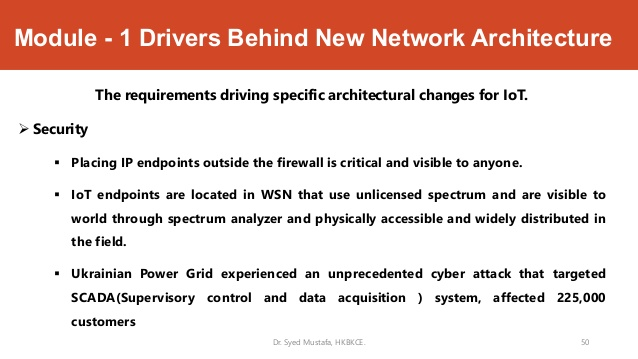 Module - 1 Drivers Behind New Network Architecture
The requirements driving specific architectural changes for IoT.
➢ Security
▪ Placing IP endpoints outside the firewall is critical and visible to anyone.
▪ IoT endpoints are located in WSN that use unlicensed spectrum and are visible to
world through spectrum analyzer and physically accessible and widely distributed in
the field.
▪ Ukrainian Power Grid experienced an unprecedented cyber attack that targeted
SCADA(Supervisory control and data acquisition ) system, affected 225,000
customers
Dr. Syed Mustafa, HKBKCE. 50